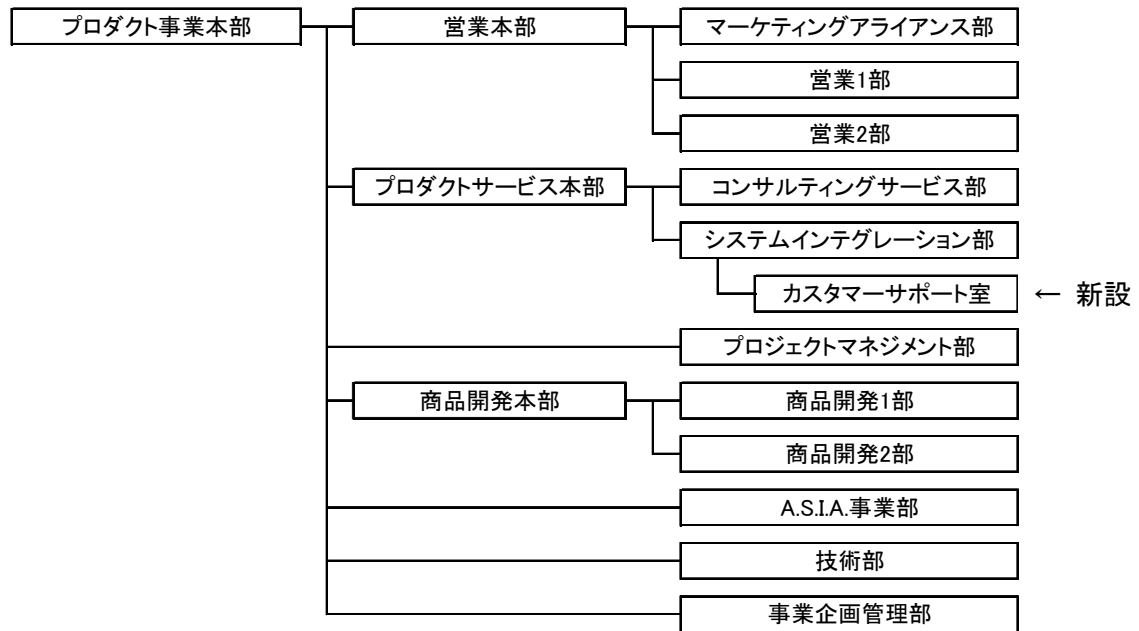 プロダクト事業本部
営業本部
マーケティングアライアンス部
営業1部
営業2部
プロダクトサービス本部
コンサルティングサービス部
システムインテグレーション部
カスタマーサポート室 ← 新設
プロジェクトマネジメント部
商品開発本部
商品開発1部
商品開発2部
A.S.I.A.事業部
技術部
事業企画管理部